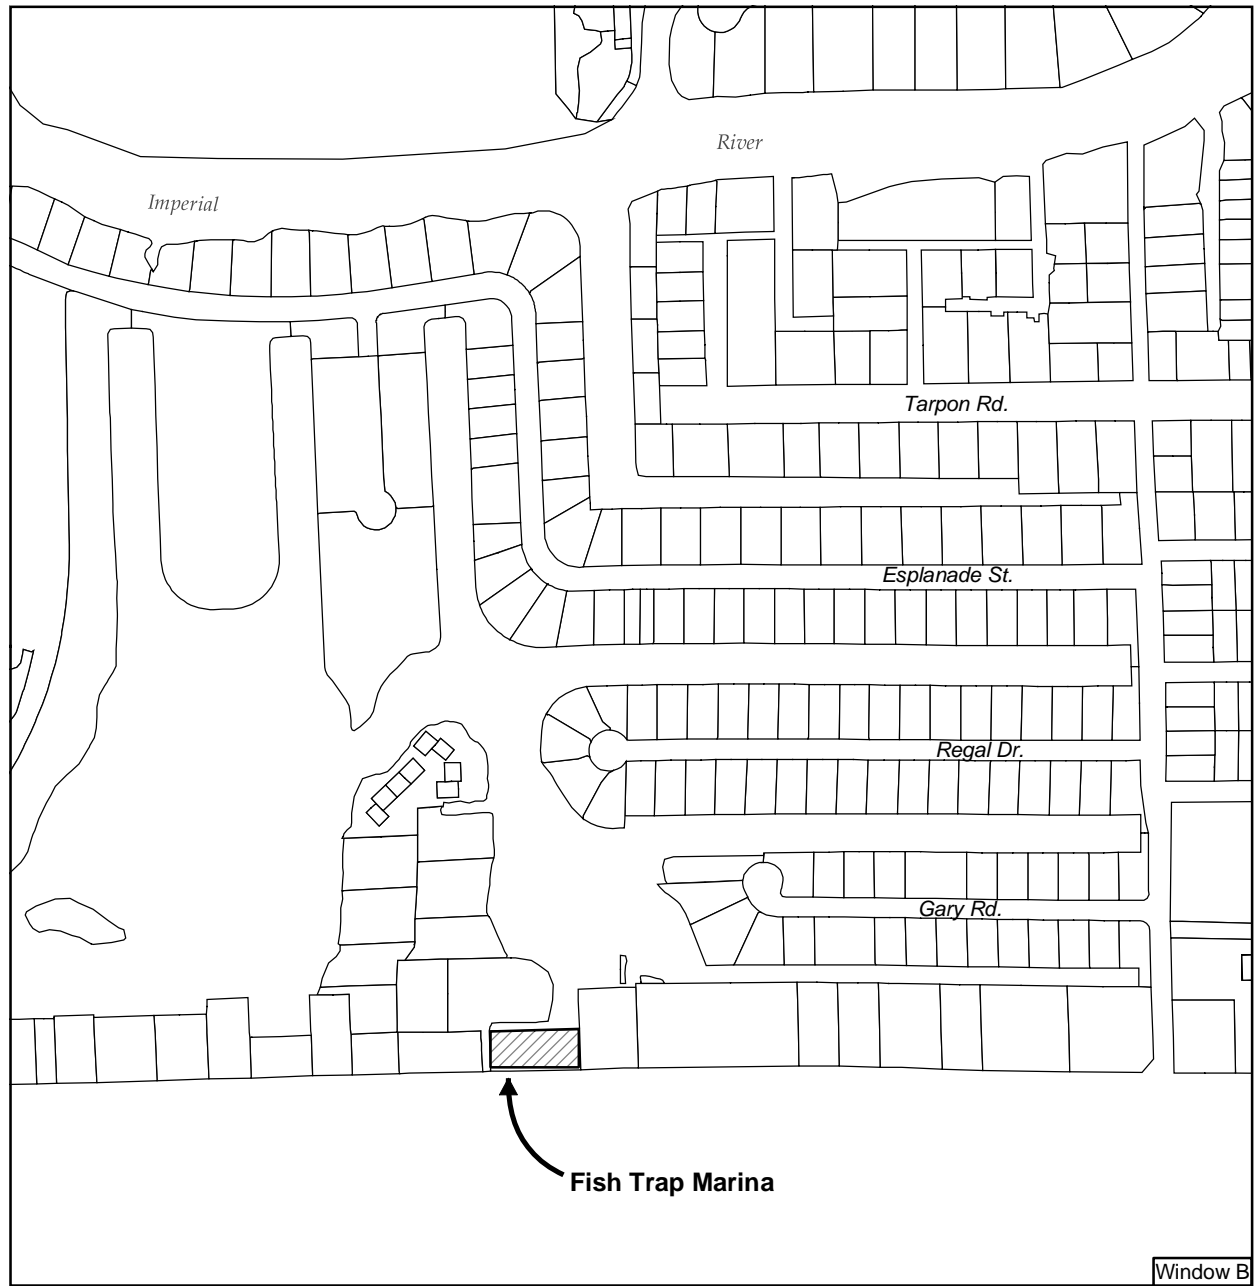 River
Imperial
Tarpon Rd.
Esplanade St.
Regal Dr.
Gary Rd.
Fish Trap Marina
Window B